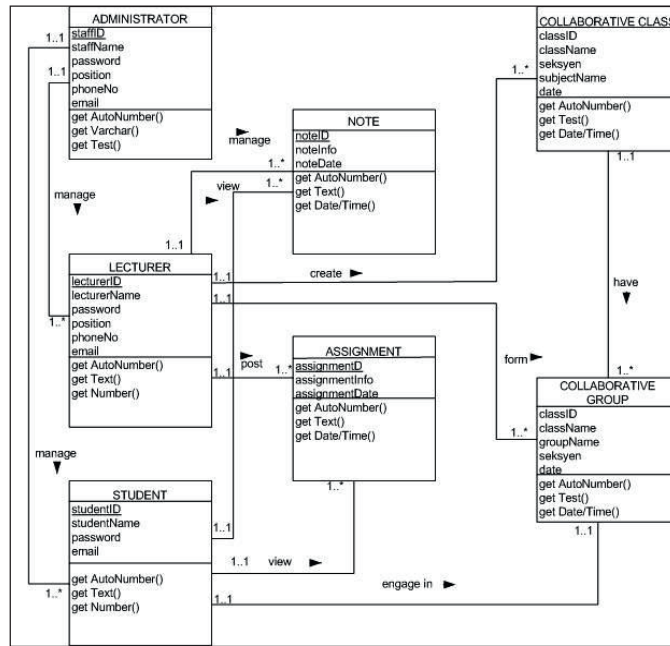 ADMINISTRATOR
staffID
staffName
password
position
phoneNo
email
get AutoNumber()
get Varchar()
get Test()
1..1
1..1
COLLABORATIVE CLASS
classID
className
seksyen
subjectName
date
get AutoNumber()
get Test()
get Date/Time()
1..*
1..1
NOTE
noteID
noteInfo
noteDate
get AutoNumber()
get Text()
get Date/Time()
manage
1..*
view
1..*
manage
1..1
LECTURER
lecturerID
lecturerName
password
position
phoneNo
email
get AutoNumber()
get Text()
get Number()
1..1
1..1
1..*
1..1
create
have
post
form
ASSIGNMENT
assignmentD
assignmentInfo
assignmentDate
get AutoNumber()
get Text()
get Date/Time()
1..*
1..*
1..*
COLLABORATIVE
GROUP
classID
className
groupName
seksyen
date
get AutoNumber()
get Test()
get Date/Time()
1..*
1..1
manage
STUDENT
studentID
studentName
password
email
get AutoNumber()
get Text()
get Number()
1..*
1..1
1..1
view
engage in
1..1